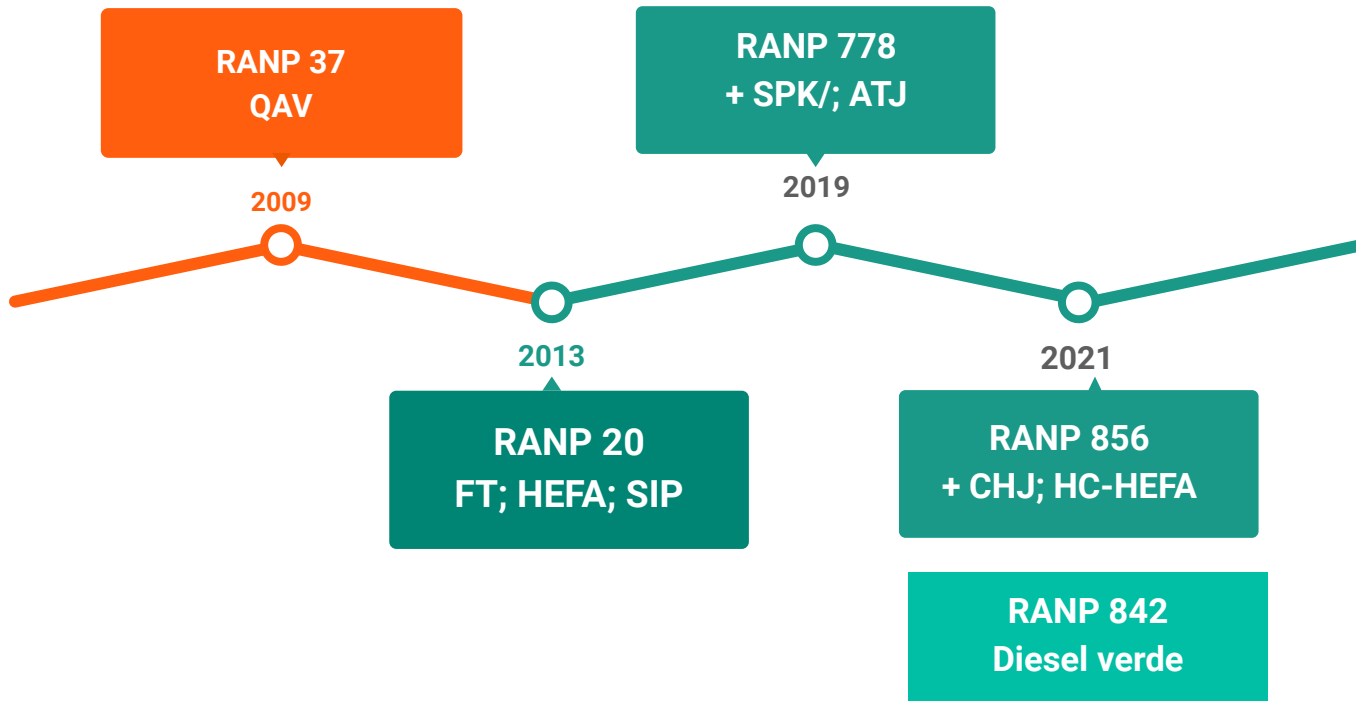 RANP 37
QAV
2009
RANP 778
+ SPK/; ATJ
2019
2013
RANP 20
FT; HEFA; SIP
2021
RANP 856
+ CHJ; HC-HEFA
RANP 842
Diesel verde